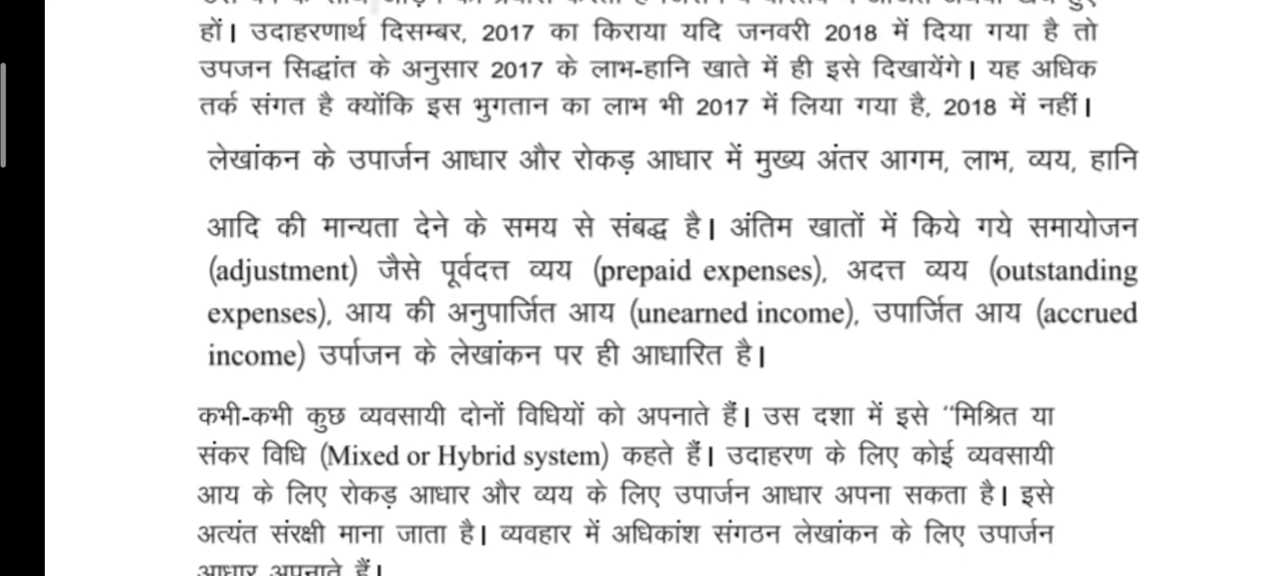 हों। उदाहरणार्थ दिसम्बर, 2017 का किराया यदि जनवरी 2018 में दिया गया है तो
उपजन सिद्धांत के अनुसार 2017 के लाभ-हानि खाते में ही इसे दिखायेंगे। यह अधिक
तर्क संगत है क्योंकि इस भुगतान का लाभ भी 2017 में लिया गया है, 2018 में नहीं।
लेखांकन के उपार्जन आधार और रोकड़ आधार में मुख्य अंतर आगम, लाभ, व्यय, हानि
आदि की मान्यता देने के समय से संबद्ध है। अंतिम खातों में किये गये समायोजन
(adjustment) जैसे पूर्वदत्त व्यय (prepaid expenses), अदत्त व्यय (outstanding
expenses), आय की अनुपार्जित आय (unearned income), उपार्जित आय (accrued
income) उर्पाजन के लेखांकन पर ही आधारित है।
कभी-कभी कुछ व्यवसायी दोनों विधियों को अपनाते हैं। उस दशा में इसे "मिश्रित या
संकर विधि (Mixed or Hybrid system) कहते हैं। उदाहरण के लिए कोई व्यवसायी
आय के लिए रोकड़ आधार और व्यय के लिए उपार्जन आधार अपना सकता है। इसे
अत्यंत संरक्षी माना जाता है। व्यवहार में अधिकांश संगठन लेखांकन के लिए उपार्जन
आधार अपनाते हैं।